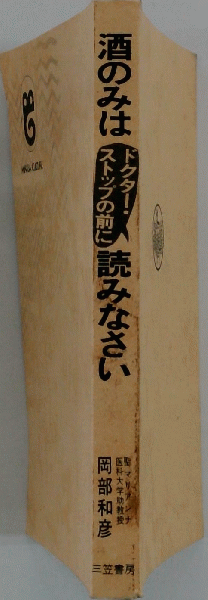 酒のみは
ドクター・
ストップの前に
読みなさい
聖マリアンナ
医科大学助教授
岡部和彦
三笠書房